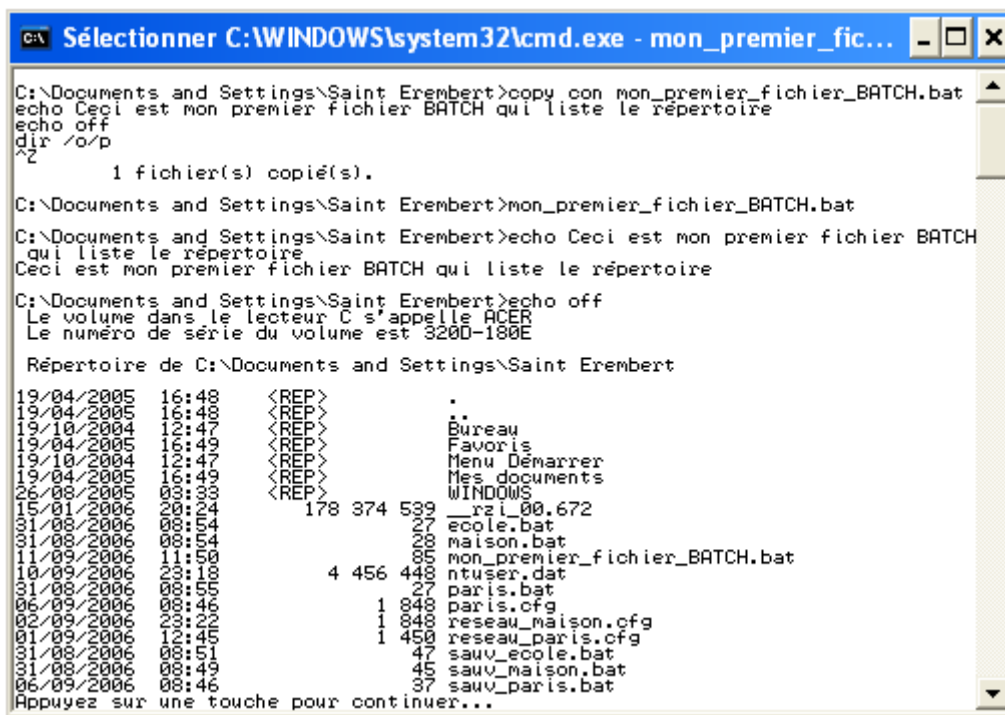 Sélectionner C:\WINDOWS\system32\cmd.exe - mon_premier_fic...
C:\Documents and Settings\Saint Erembert>copy con mon_premier_fichier_BATCH.bat
echo Ceci est mon premier fichier BATCH qui liste le répertoire
echo off
dir /o/p
^Z
        1 fichier(s) copié(s).
C:\Documents and Settings\Saint Erembert>mon_premier_fichier_BATCH.bat
C:\Documents and Settings\Saint Erembert>echo Ceci est mon premier fichier BATCH
 qui liste le répertoire
Ceci est mon premier fichier BATCH qui liste le répertoire
C:\Documents and Settings\Saint Erembert>echo off
 Le volume dans le lecteur C s'appelle ACER
 Le numéro de série du volume est 320D-180E
 Répertoire de C:\Documents and Settings\Saint Erembert
19/04/2005  16:48    <REP>          .
19/04/2005  16:48    <REP>          ..
19/10/2004  12:47    <REP>          Bureau
19/04/2005  16:49    <REP>          Favoris
19/10/2004  12:47    <REP>          Menu Démarrer
19/04/2005  16:49    <REP>          Mes documents
26/08/2005  03:33    <REP>          WINDOWS
15/01/2006  20:24       178 374 539 __rzi_00.672
31/08/2006  08:54                27 ecole.bat
31/08/2006  08:54                28 maison.bat
11/09/2006  11:50                85 mon_premier_fichier_BATCH.bat
10/09/2006  23:18         4 456 448 ntuser.dat
31/08/2006  08:55                27 paris.bat
06/09/2006  08:46             1 848 paris.cfg
02/09/2006  23:22             1 848 reseau_maison.cfg
01/09/2006  12:45             1 450 reseau_paris.cfg
31/08/2006  08:51                47 sauv_ecole.bat
31/08/2006  08:49                45 sauv_maison.bat
06/09/2006  08:46                37 sauv_paris.bat
Appuyez sur une touche pour continuer...